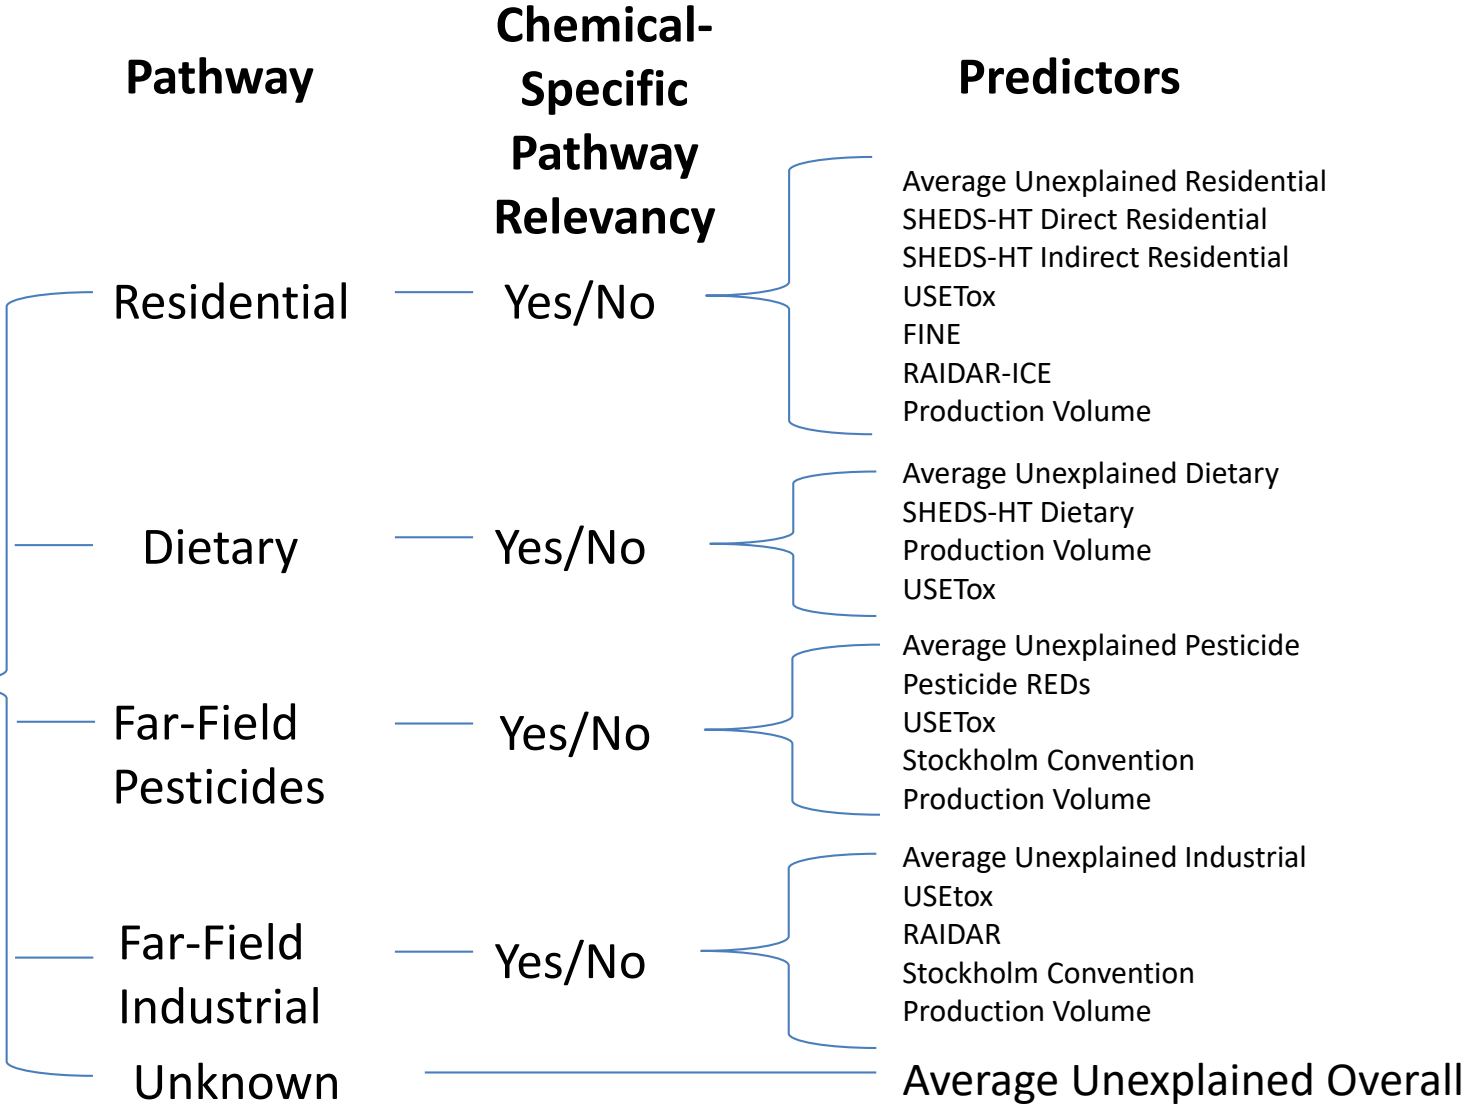 Pathway
Chemical-
Specific
Pathway
Relevancy
Predictors
Residential
Yes/No
Average Unexplained Residential
SHEDS-HT Direct Residential
SHEDS-HT Indirect Residential
USETox
FINE
RAIDAR-ICE
Production Volume
Dietary
Yes/No
Average Unexplained Dietary
SHEDS-HT Dietary
Production Volume
USETox
Far-Field
Pesticides
Yes/No
Average Unexplained Pesticide
Pesticide REDs
USETox
Stockholm Convention
Production Volume
Far-Field
Industrial
Yes/No
Average Unexplained Industrial
USEtox
RAIDAR
Stockholm Convention
Production Volume
Unknown
Average Unexplained Overall